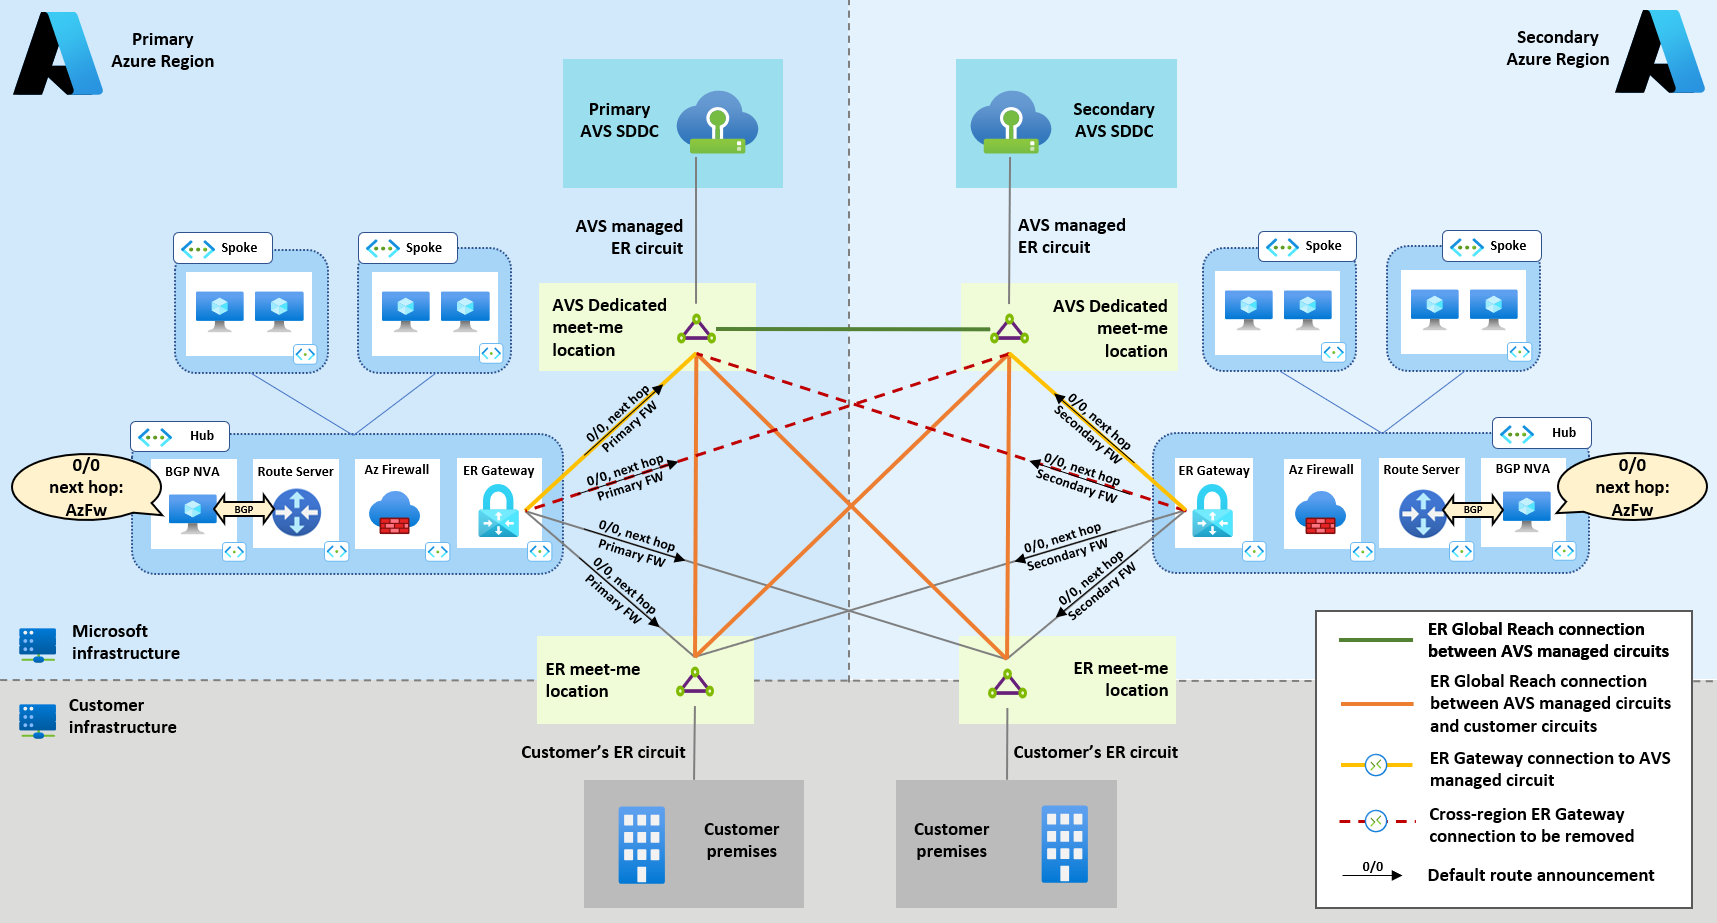 Primary
Azure Region
Secondary
Azure Region
Primary
AVS SDDC
Secondary
AVS SDDC
AVS managed
ER circuit
AVS managed
ER circuit
Spoke
Spoke
Spoke
Spoke
AVS Dedicated
meet-me
location
AVS Dedicated
meet-me
location
0/0, next hop
Primary FW
0/0, next hop
Secondary FW
Hub
Hub
0/0
next hop:
AzFw
BGP NVA
Route Server
Az Firewall
ER Gateway
BGP
0/0, next hop
Primary FW
0/0, next hop
Secondary FW
ER Gateway
Az Firewall
Route Server
BGP NVA
BGP
0/0
next hop:
AzFw
0/0, next hop
Primary FW
0/0, next hop
Secondary FW
0/0, next hop
Primary FW
0/0, next hop
Secondary FW
Microsoft
infrastructure
Customer
infrastructure
ER meet-me
location
ER meet-me
location
Customer's ER circuit
Customer's ER circuit
Customer
premises
Customer
premises
ER Global Reach connection
between AVS managed circuits
ER Global Reach connection
between AVS managed circuits
and customer circuits
ER Gateway connection to AVS
managed circuit
Cross-region ER Gateway
connection to be removed
0/0
Default route announcement